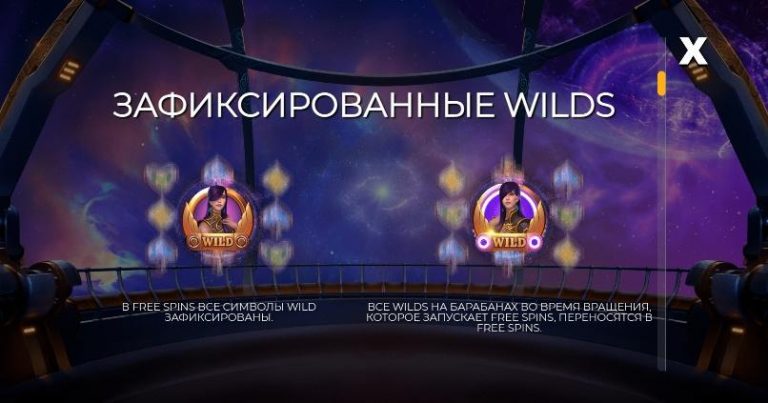 X
ЗАФИКСИРОВАННЫЕ WILDS
WILD
WILD
В FREE SPINS ВСЕ СИМВОЛЫ WILD
ЗАФИКСИРОВАНЫ.
ВСЕ WILDS НА БАРАБАНАХ ВО ВРЕМЯ ВРАЩЕНИЯ,
КОТОРОЕ ЗАПУСКАЕТ FREE SPINS, ПЕРЕНОСЯТСЯ В
FREE SPINS.